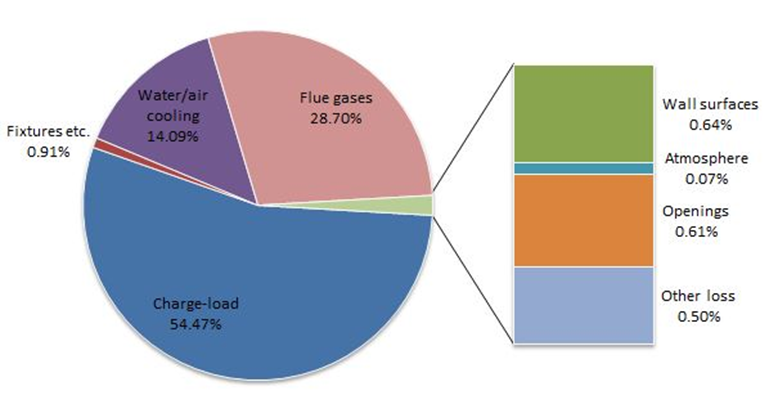 Flue gases
28.70%
Water/air
cooling
14.09%
Fixtures etc.
0.91%
Charge-load
54.47%
Wall surfaces
0.64%
Atmosphere
0.07%
Openings
0.61%
Other loss
0.50%